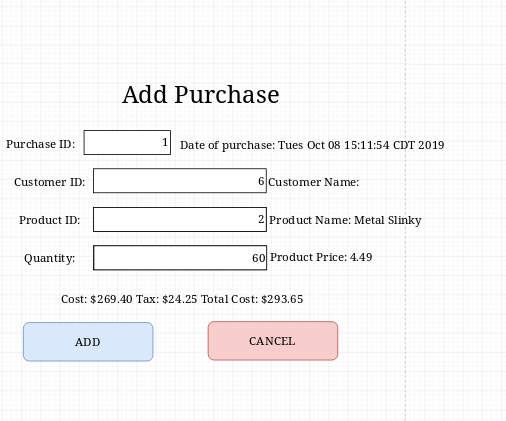 Add Purchase
Purchase ID: 1 Date of purchase: Tues Oct 08 15:11:54 CDT 2019
Customer ID: 6 Customer Name:
Product ID: 2 Product Name: Metal Slinky
Quantity: 60 Product Price: 4.49
Cost: $269.40 Tax: $24.25 Total Cost: $293.65
ADD CANCEL